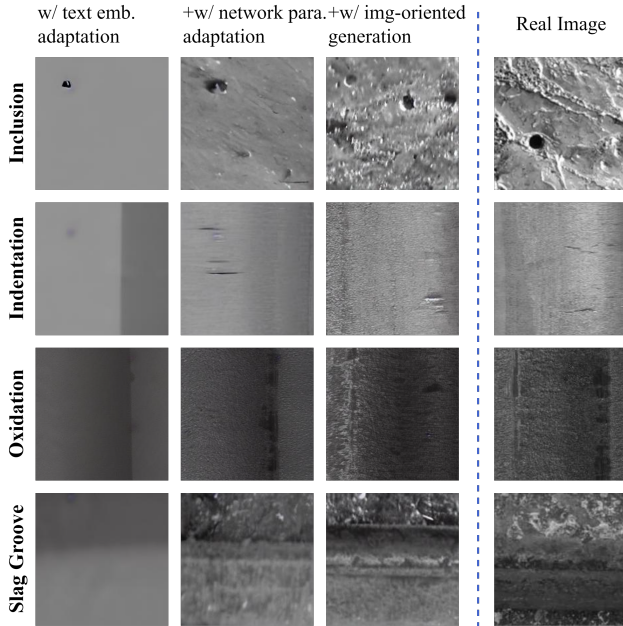 w/ text emb.
adaptation
+w/ network para.
adaptation
+w/ img-oriented
generation
Real Image
Inclusion
Indentation
Oxidation
Slag Groove